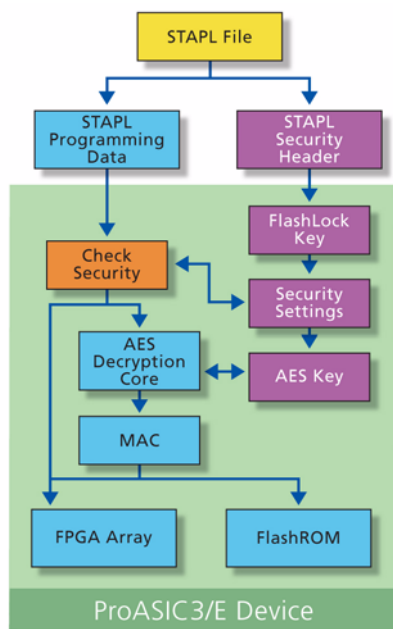 STAPL File
STAPL
Programming
Data
STAPL
Security
Header
FlashLock
Key
Check
Security
Security
Settings
AES
Decryption
Core
AES Key
MAC
FPGA Array
FlashROM
ProASIC3/E Device